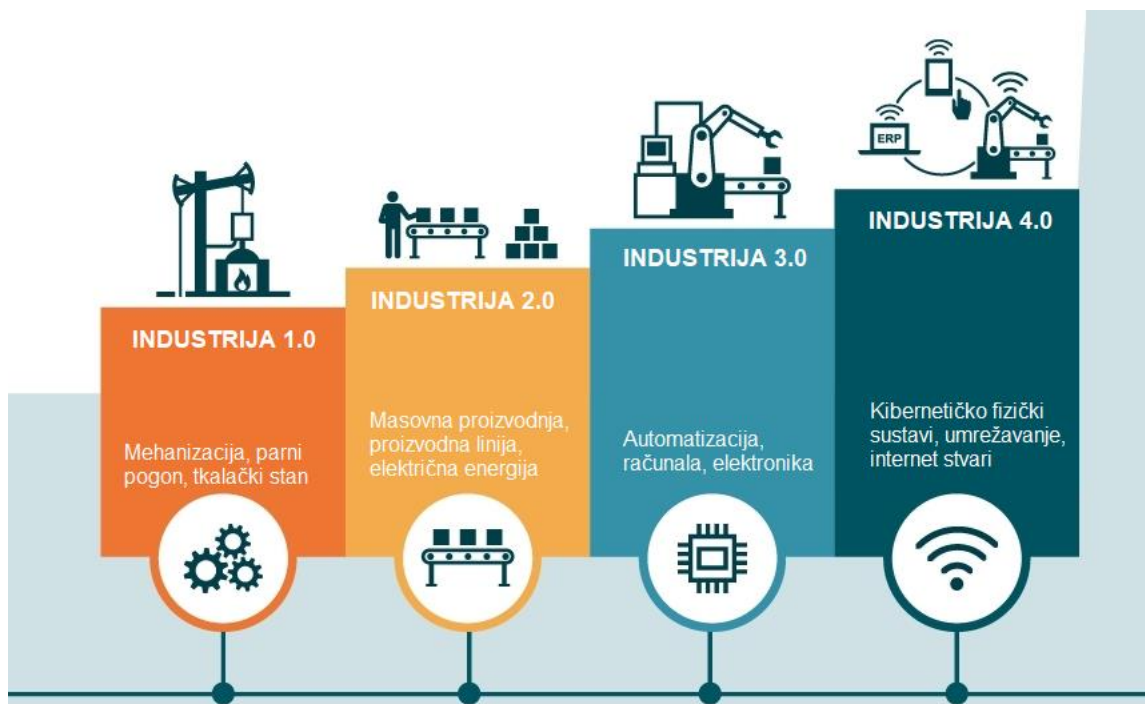 INDUSTRIJA 1.0
Mehanizacija, parni
pogon, tkalački stan
INDUSTRIJA 2.0
Masovna proizvodnja,
proizvodna linija,
električna energija
INDUSTRIJA 3.0
Automatizacija,
računala, elektronika
ERP
INDUSTRIJA 4.0
Kibernetičko fizički
sustavi, umrežavanje,
internet stvari